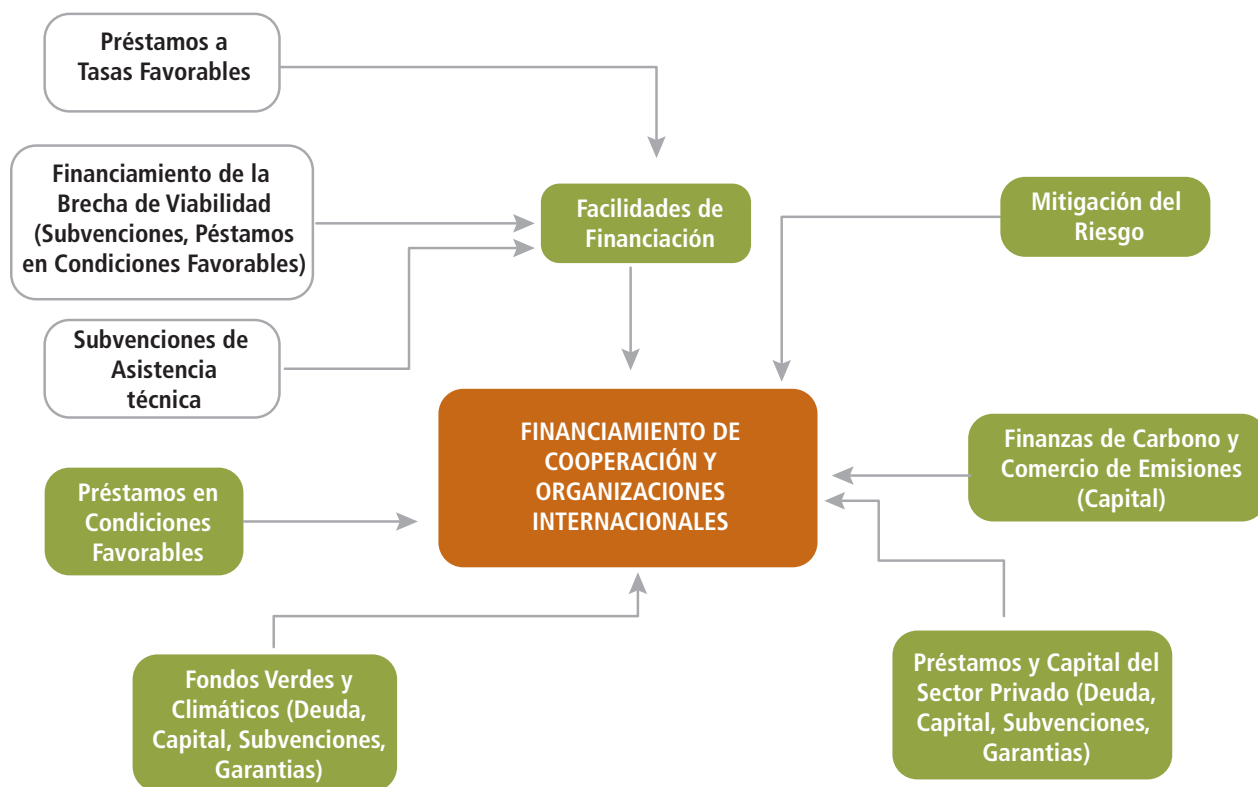 Préstamos a
Tasas Favorables
Financiamiento de la
Brecha de Viabilidad
(Subvenciones, Péstamos
en Condiciones Favorables)
Subvenciones de
Asistencia
técnica
Facilidades de
Financiación
Mitigación del
Riesgo
FINANCIAMIENTO DE
COOPERACIÓN Y
ORGANIZACIONES
INTERNACIONALES
Finanzas de Carbono y
Comercio de Emisiones
(Capital)
Préstamos en
Condiciones
Favorables
Fondos Verdes y
Climáticos (Deuda,
Capital, Subvenciones,
Garantias)
Préstamos y Capital del
Sector Privado (Deuda,
Capital, Subvenciones,
Garantias)